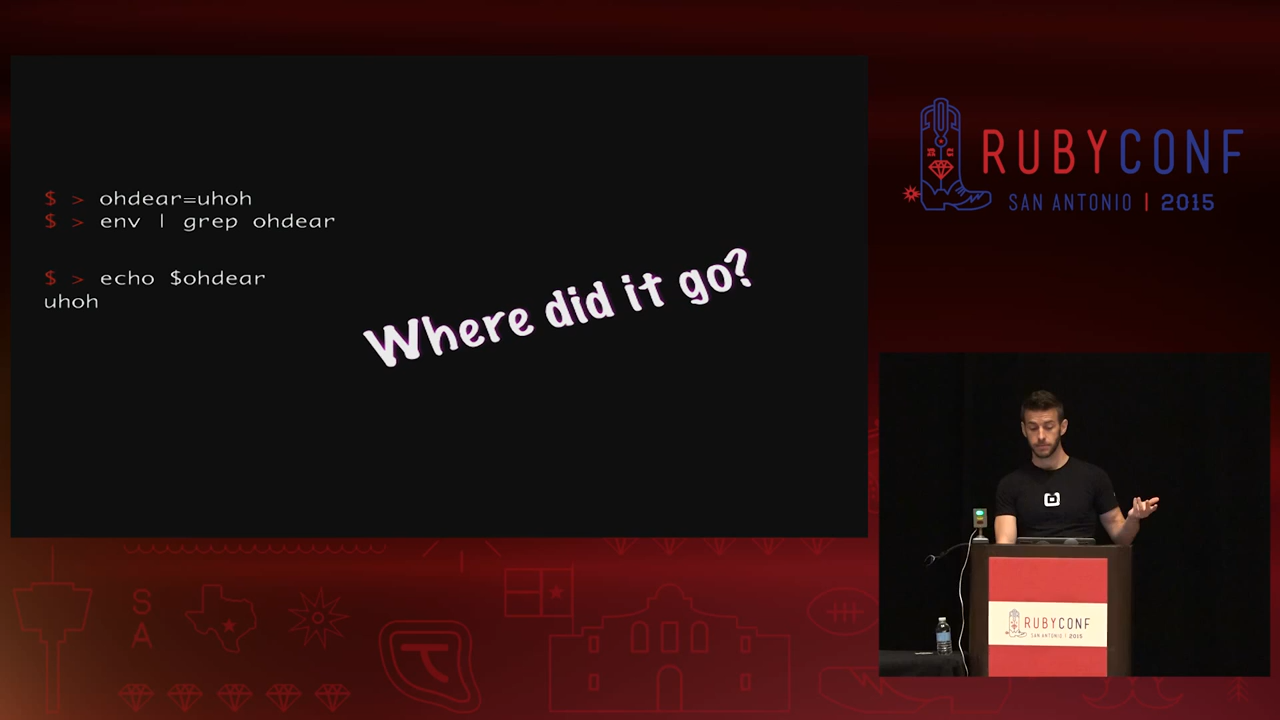 $ > ohdear=uhoh
$ > env | grep ohdear
$ > echo $ohdear
uhoh
Where did it go?
RUBYCONF
SAN ANTONIO | 2015
RUBYCONF
SAN ANTONIO | 2015
S
A